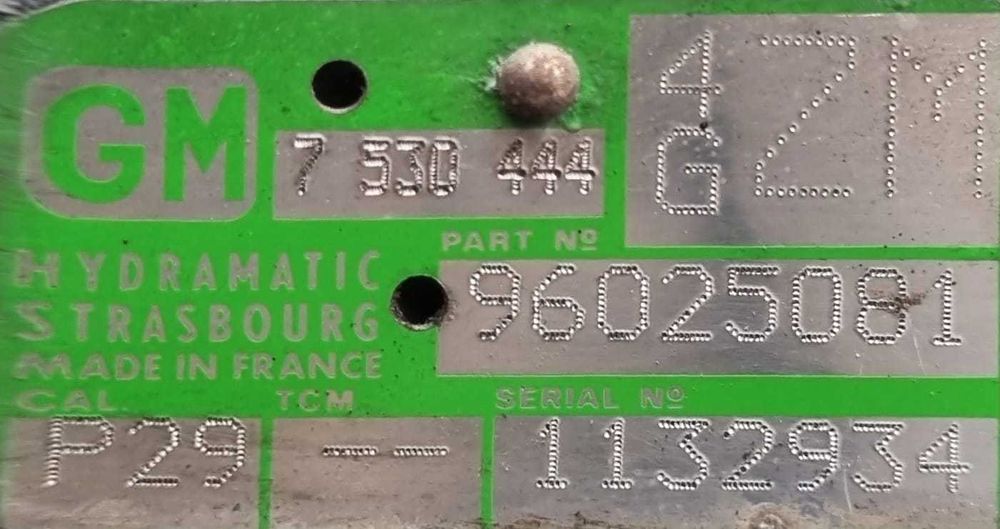 GM
7 530 444
4G
ZM
PART Nº
96025081
HYDRAMATIC
STRASBOURG
MADE IN FRANCE
CAL. TCM SERIAL Nº
P29 -- 1132934